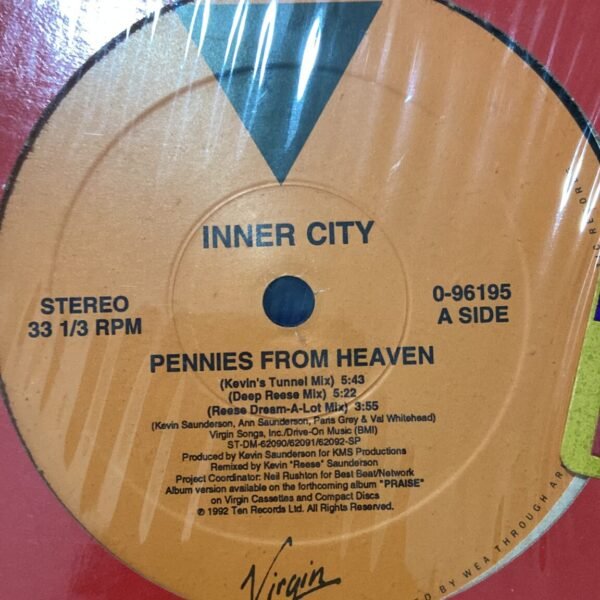 INNER CITY
STEREO
33 1/3 RPM
0-96195
A SIDE
PENNIES FROM HEAVEN
(Kevin's Tunnel Mix) 5:43
(Deep Reese Mix) 5:22
(Reese Dream-A-Lot Mix) 3:55
(Kevin Saunderson, Ann Saunderson, Paris Grey & Val Whitehead)
Virgin Songs, Inc./Drive-On Music (BMI)
ST-DM-62090/62091/62092-SP
Produced by Kevin Saunderson for KMS Productions
Remixed by Kevin "Reese" Saunderson
Project Coordinator: Neil Rushton for Best Beat/Network
Album version available on the forthcoming album "PRAISE"
on Virgin Cassettes and Compact Discs
℗ 1992 Ten Records Ltd. All Rights Reserved.
Virgin
BY WEA THROUGH